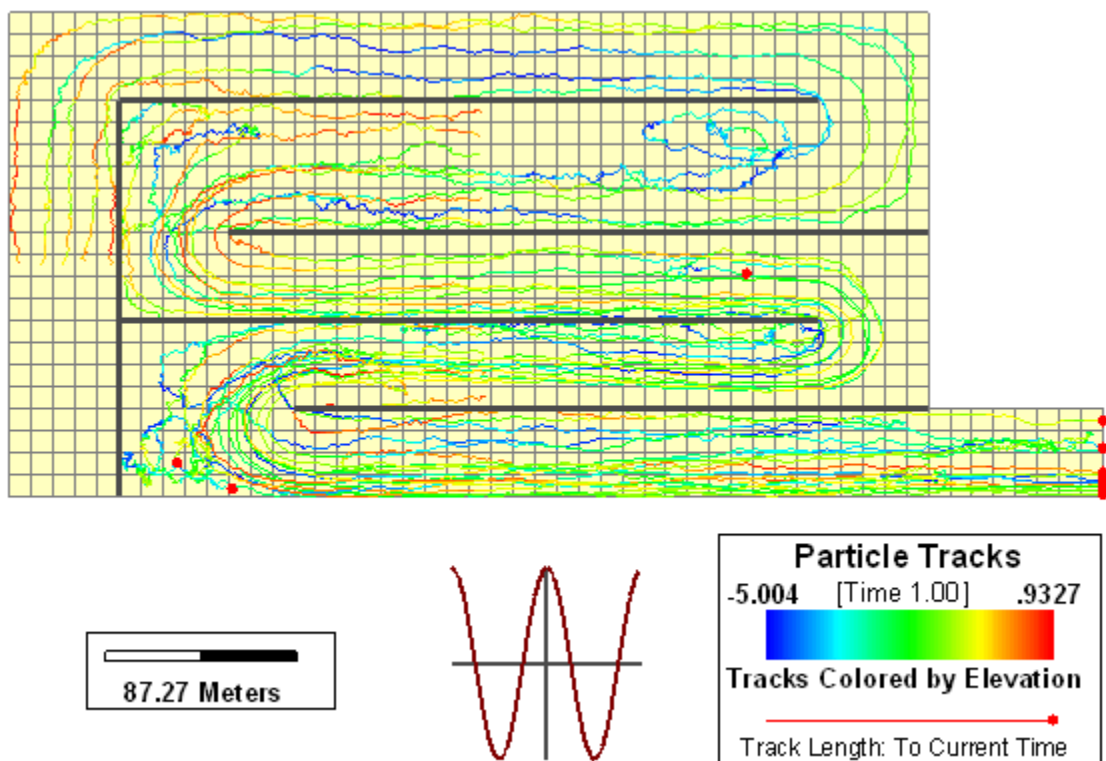 87.27 Meters
Particle Tracks
-5.004 [Time 1.00] .9327
Tracks Colored by Elevation
Track Length: To Current Time